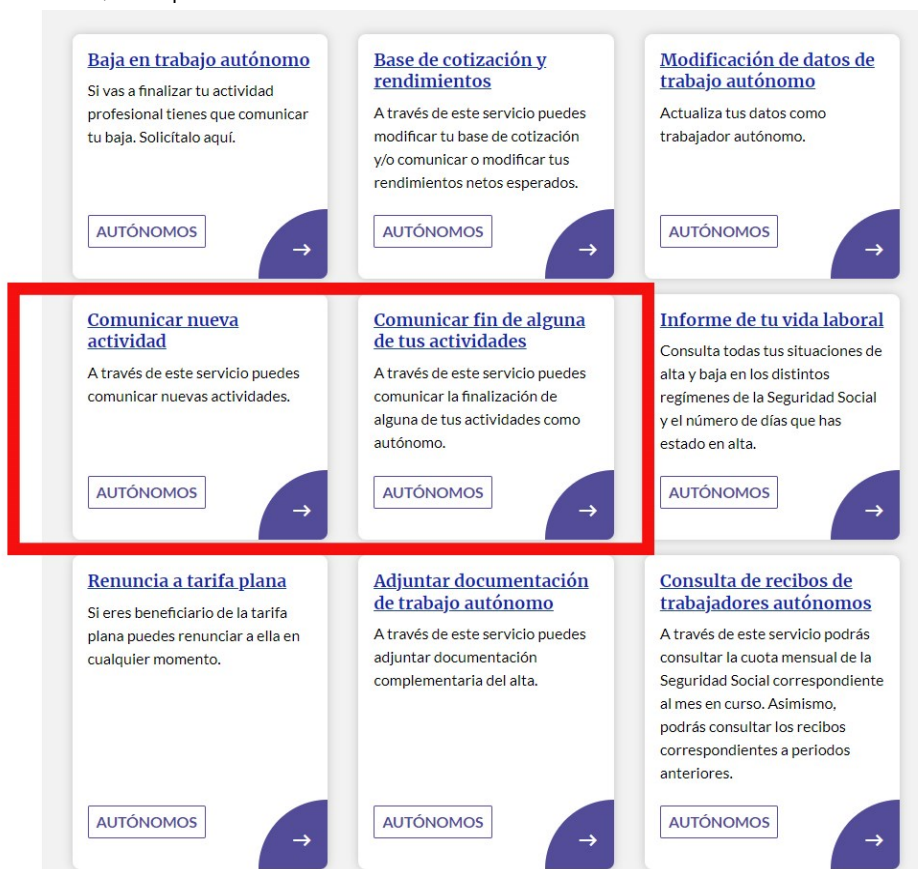 Baja en trabajo autónomo
Si vas a finalizar tu actividad
profesional tienes que comunicar
tu baja. Solicítalo aquí.
AUTÓNOMOS
Base de cotización y
rendimientos
A través de este servicio puedes
modificar tu base de cotización
y/o comunicar o modificar tus
rendimientos netos esperados.
AUTÓNOMOS
Modificación de datos de
trabajo autónomo
Actualiza tus datos como
trabajador autónomo.
AUTÓNOMOS
Comunicar nueva
actividad
A través de este servicio puedes
comunicar nuevas actividades.
AUTÓNOMOS
Comunicar fin de alguna
de tus actividades
A través de este servicio puedes
comunicar la finalización de
alguna de tus actividades como
autónomo.
AUTÓNOMOS
Informe de tu vida laboral
Consulta todas tus situaciones de
alta y baja en los distintos
regímenes de la Seguridad Social
y el número de días que has
estado en alta.
AUTÓNOMOS
Renuncia a tarifa plana
Si eres beneficiario de la tarifa
plana puedes renunciar a ella en
cualquier momento.
AUTÓNOMOS
Adjuntar documentación
de trabajo autónomo
A través de este servicio puedes
adjuntar documentación
complementaria del alta.
AUTÓNOMOS
Consulta de recibos de
trabajadores autónomos
A través de este servicio podrás
consultar la cuota mensual de la
Seguridad Social correspondiente
al mes en curso. Asimismo,
podrás consultar los recibos
correspondientes a periodos
anteriores.
AUTÓNOMOS